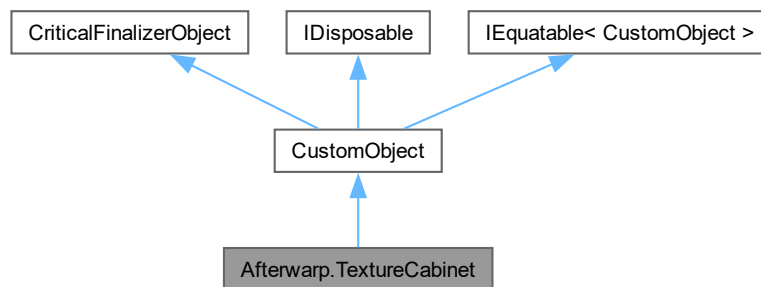 CriticalFinalizerObject
IDisposable
IEquatable< CustomObject >
CustomObject
Afterwarp.TextureCabinet